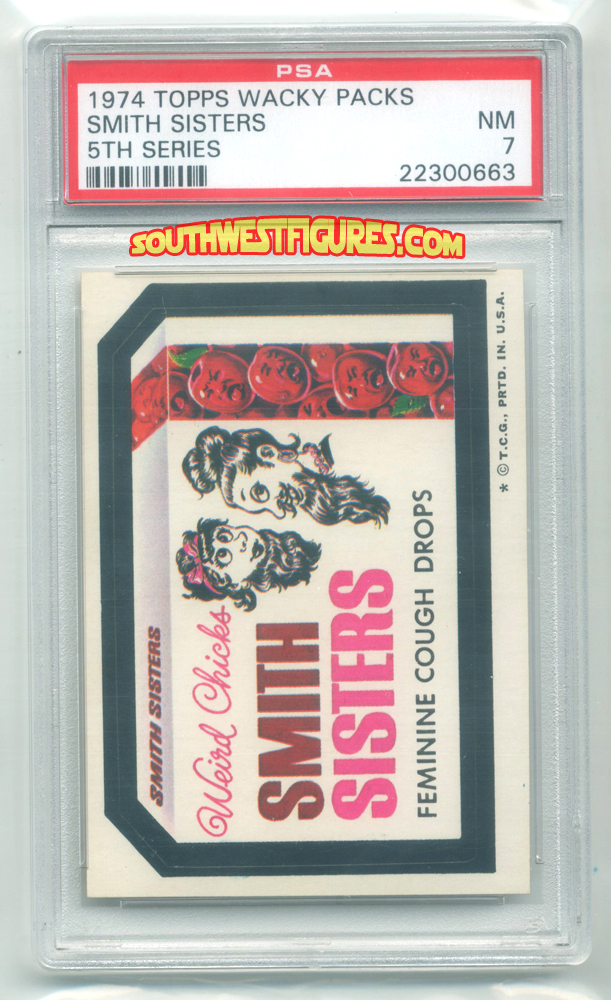 PSA
1974 TOPPS WACKY PACKS
SMITH SISTERS
5TH SERIES
NM
7
22300663
SOUTHWESTFIGURES.COM
SMITH SISTERS
Weird Chicks
SMITH
SISTERS
FEMININE COUGH DROPS
* © T.C.G., PRTD. IN. U.S.A.